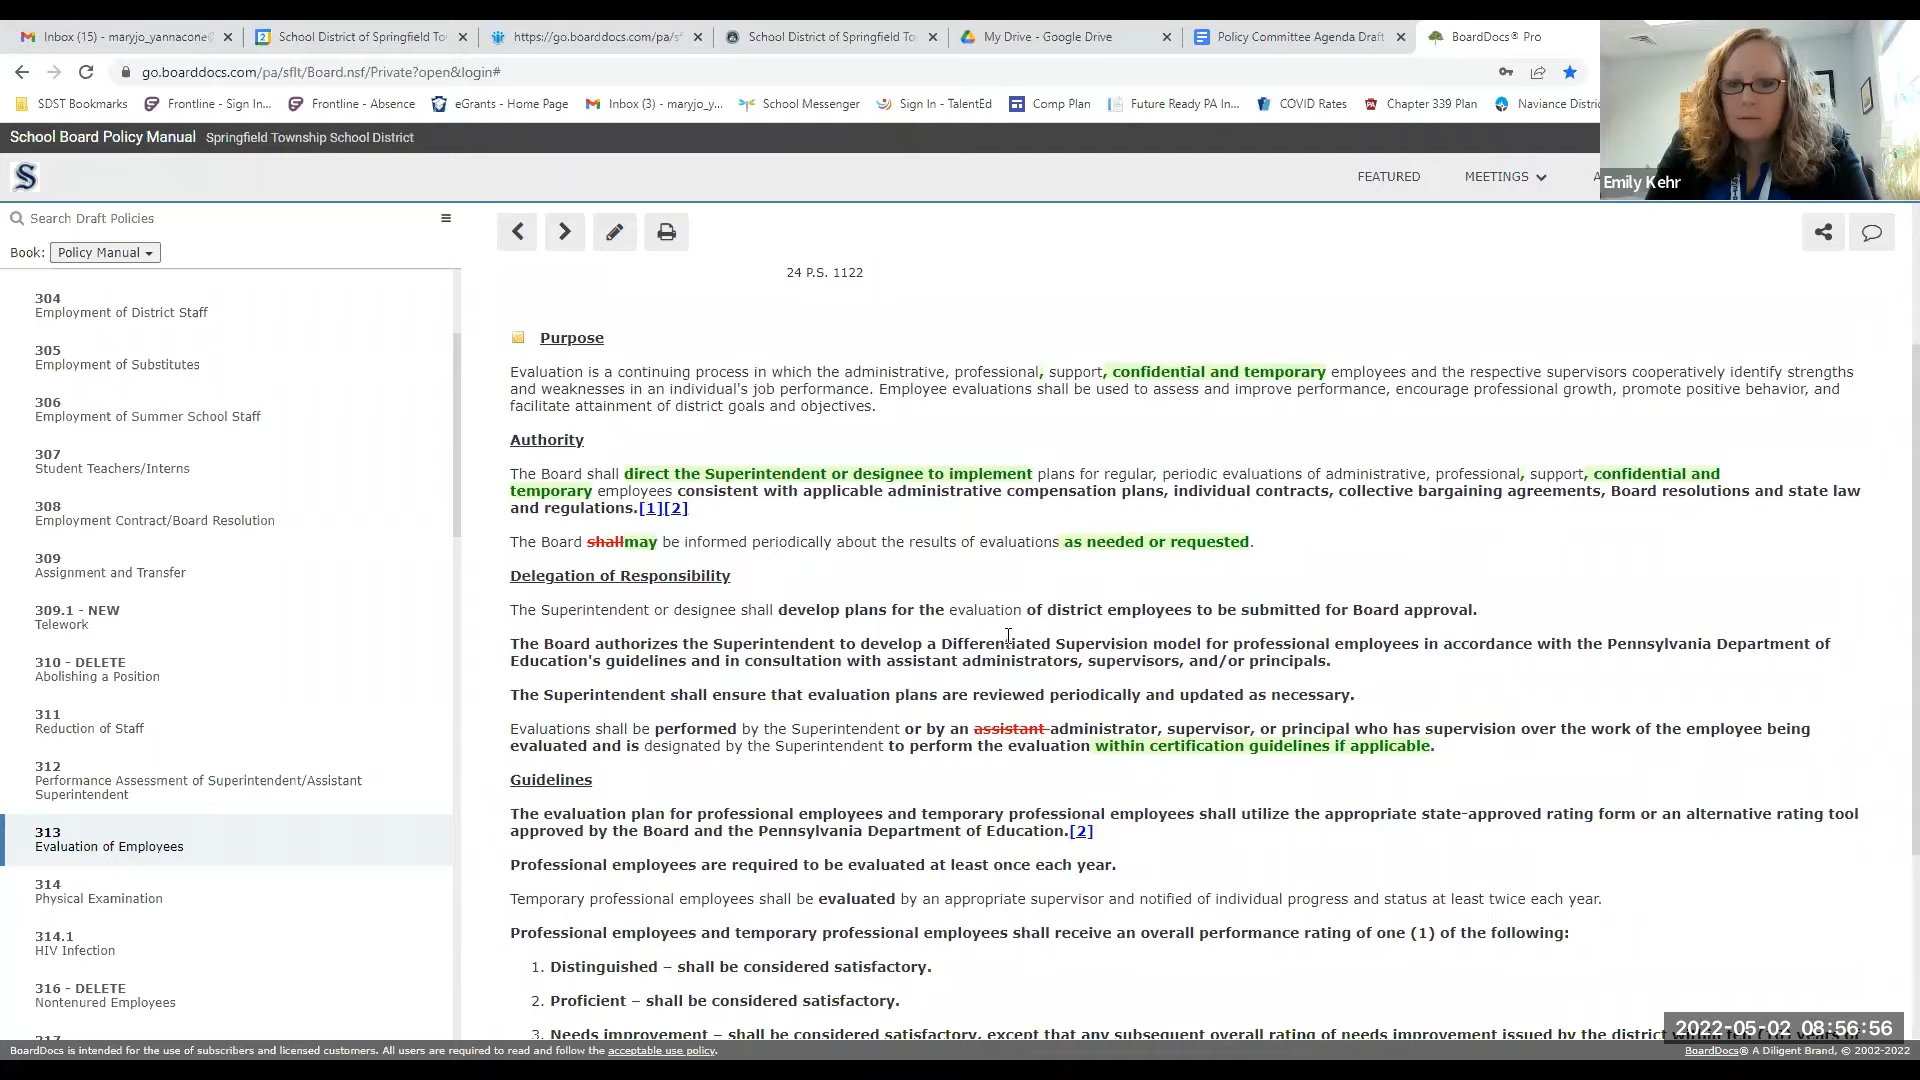 Inbox (15) - maryjo_yannacone@
School District of Springfield To
https://go.boarddocs.com/pa/sf
School District of Springfield To
My Drive - Google Drive
Policy Committee Agenda Draft
BoardDocs® Pro
go.boarddocs.com/pa/sflt/Board.nsf/Private?open&login#
SDST Bookmarks
Frontline - Sign In...
Frontline - Absence
eGrants - Home Page
Inbox (3) - maryjo_y...
School Messenger
Sign In - TalentEd
Comp Plan
Future Ready PA In...
COVID Rates
Chapter 339 Plan
Naviance Distric
Emily Kehr
School Board Policy Manual Springfield Township School District
S
FEATURED
MEETINGS
Search Draft Policies
Book: Policy Manual
304
Employment of District Staff
305
Employment of Substitutes
306
Employment of Summer School Staff
307
Student Teachers/Interns
308
Employment Contract/Board Resolution
309
Assignment and Transfer
309.1 - NEW
Telework
310 - DELETE
Abolishing a Position
311
Reduction of Staff
312
Performance Assessment of Superintendent/Assistant
Superintendent
313
Evaluation of Employees
314
Physical Examination
314.1
HIV Infection
316 - DELETE
Nontenured Employees
317
24 P.S. 1122
Purpose
Evaluation is a continuing process in which the administrative, professional, support, confidential and temporary employees and the respective supervisors cooperatively identify strengths
and weaknesses in an individual's job performance. Employee evaluations shall be used to assess and improve performance, encourage professional growth, promote positive behavior, and
facilitate attainment of district goals and objectives.
Authority
The Board shall direct the Superintendent or designee to implement plans for regular, periodic evaluations of administrative, professional, support, confidential and
temporary employees consistent with applicable administrative compensation plans, individual contracts, collective bargaining agreements, Board resolutions and state law
and regulations.[1][2]
The Board shallmay be informed periodically about the results of evaluations as needed or requested.
Delegation of Responsibility
The Superintendent or designee shall develop plans for the evaluation of district employees to be submitted for Board approval.
The Board authorizes the Superintendent to develop a Differentiated Supervision model for professional employees in accordance with the Pennsylvania Department of
Education's guidelines and in consultation with assistant administrators, supervisors, and/or principals.
The Superintendent shall ensure that evaluation plans are reviewed periodically and updated as necessary.
Evaluations shall be performed by the Superintendent or by an assistant administrator, supervisor, or principal who has supervision over the work of the employee being
evaluated and is designated by the Superintendent to perform the evaluation within certification guidelines if applicable.
Guidelines
The evaluation plan for professional employees and temporary professional employees shall utilize the appropriate state-approved rating form or an alternative rating tool
approved by the Board and the Pennsylvania Department of Education.[2]
Professional employees are required to be evaluated at least once each year.
Temporary professional employees shall be evaluated by an appropriate supervisor and notified of individual progress and status at least twice each year.
Professional employees and temporary professional employees shall receive an overall performance rating of one (1) of the following:
1. Distinguished – shall be considered satisfactory.
2. Proficient – shall be considered satisfactory.
3. Needs improvement – shall be considered satisfactory, except that any subsequent overall rating of needs improvement issued by the district
2022-05-02 08:56:56
BoardDocs is intended for the use of subscribers and licensed customers. All users are required to read and follow the acceptable use policy.
BoardDocs® A Diligent Brand, © 2002-2022